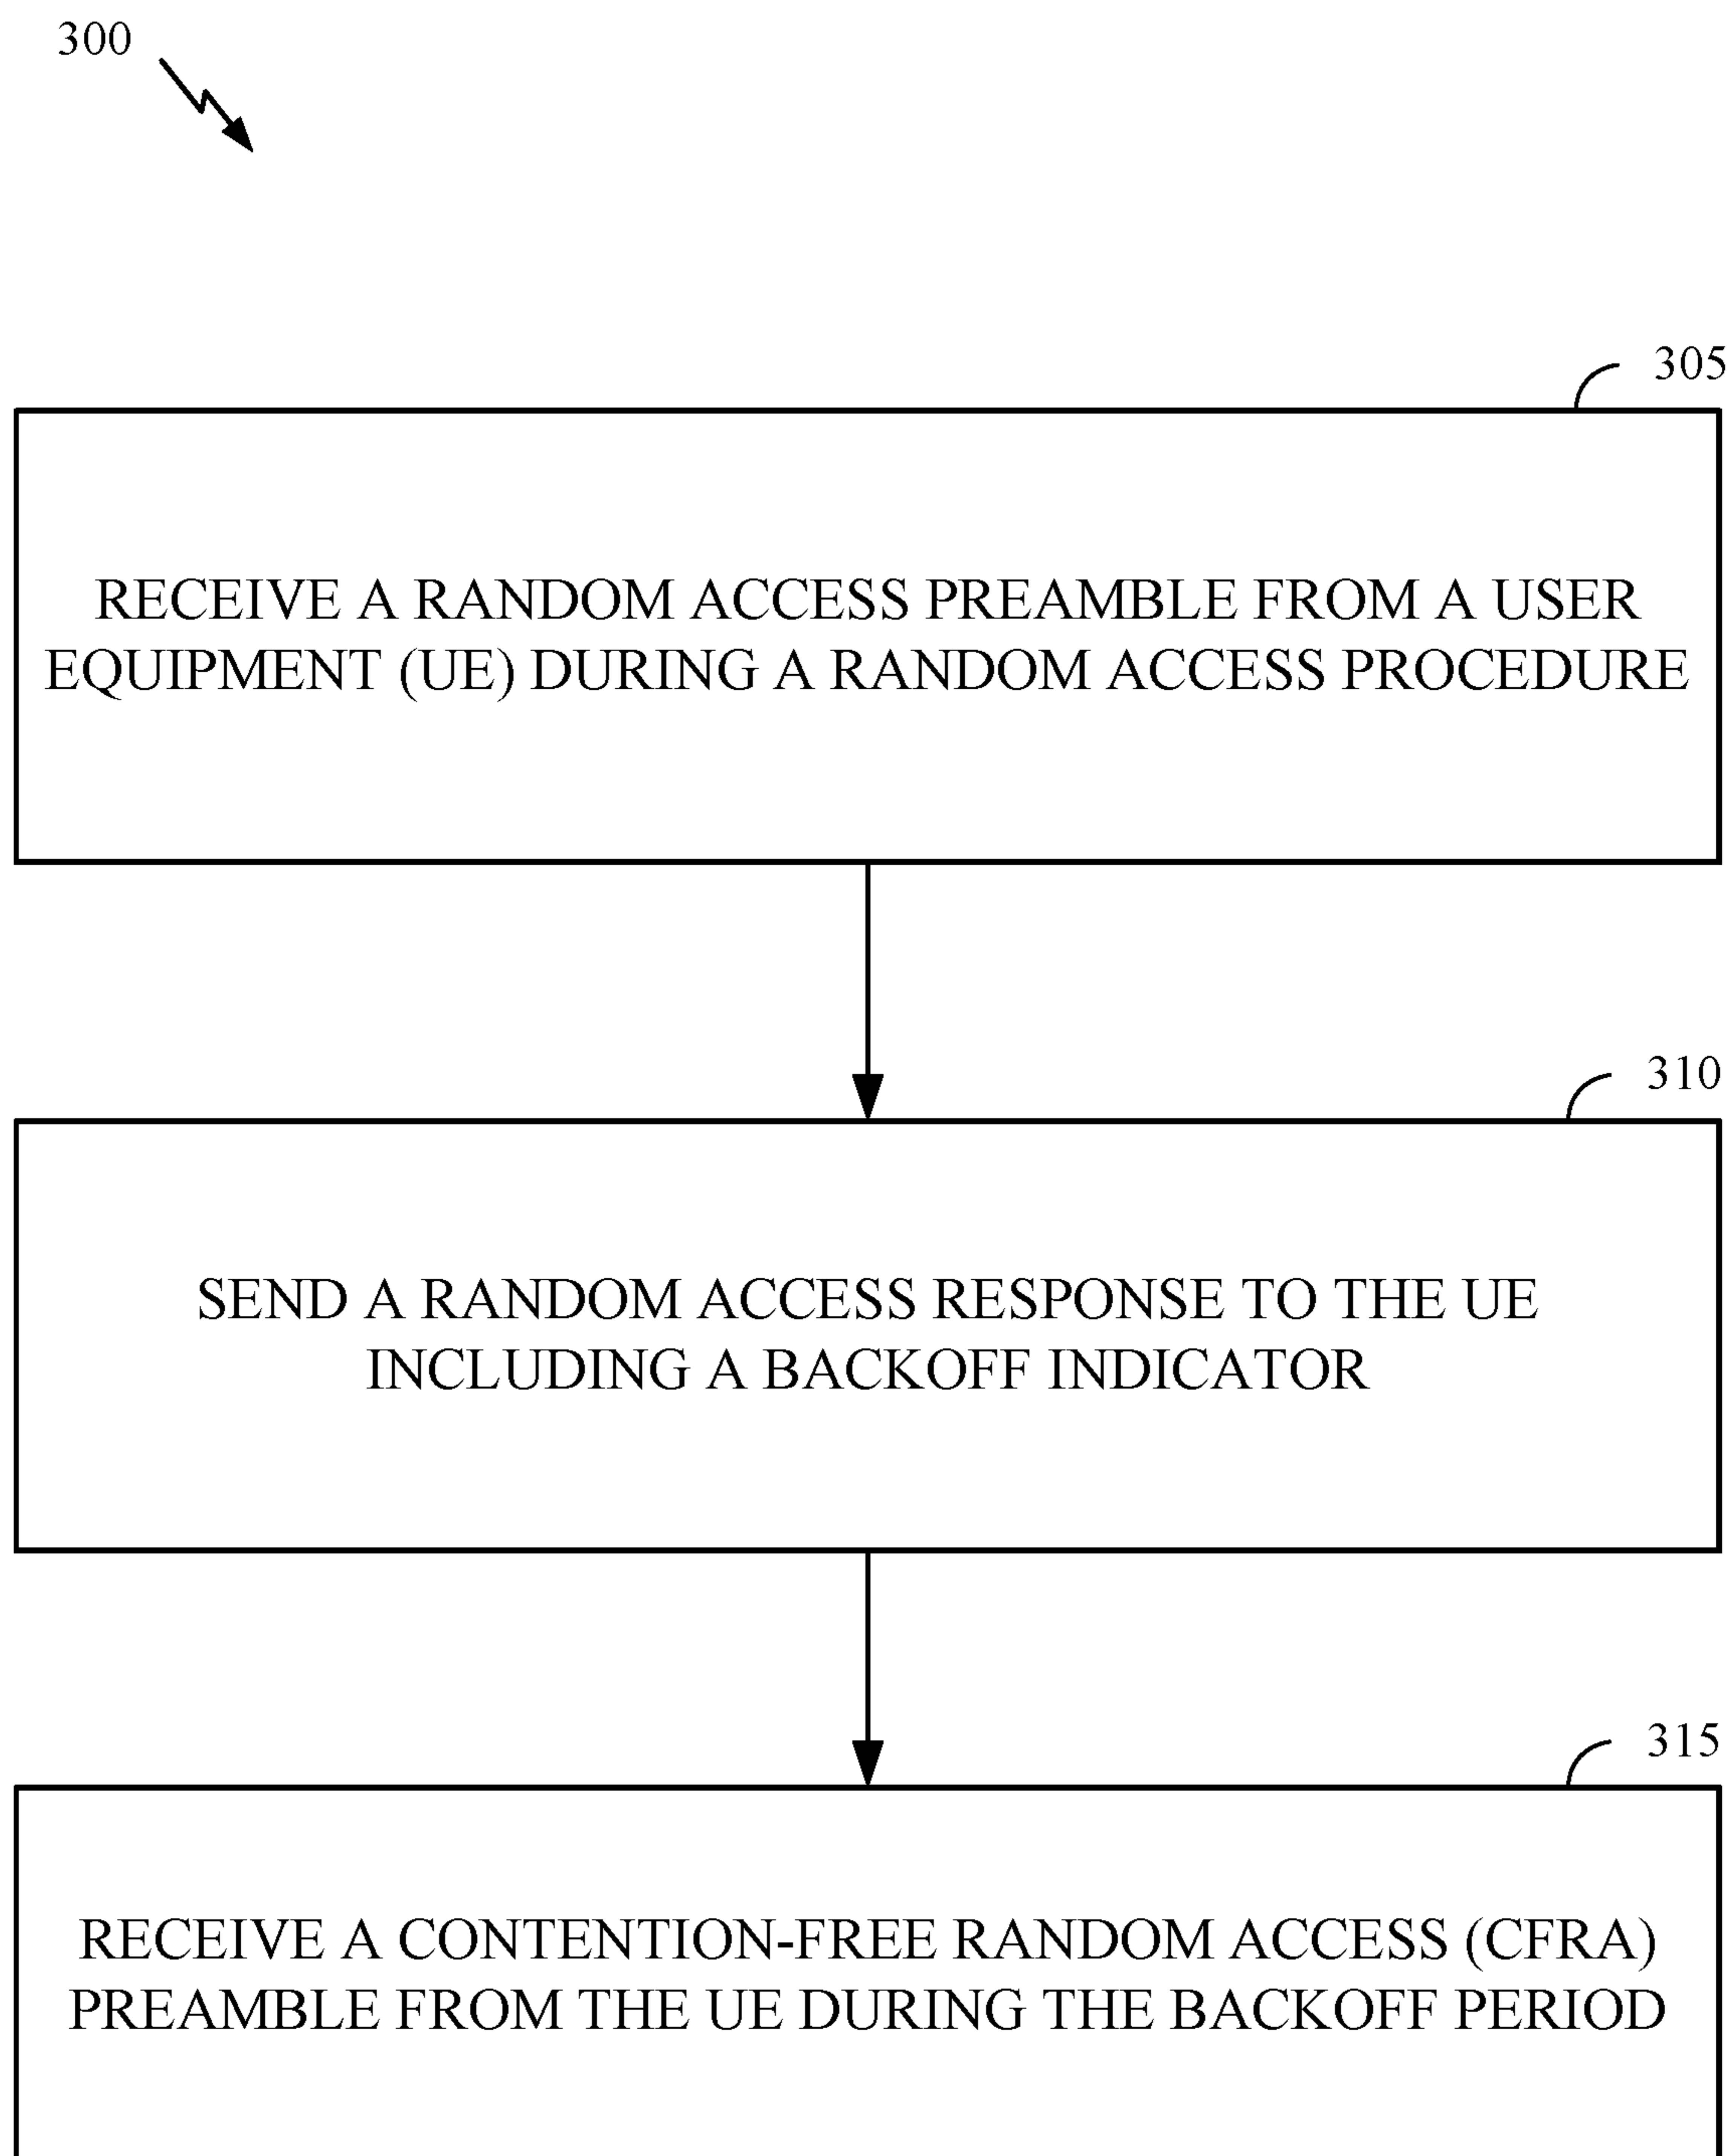 300
305
RECEIVE A RANDOM ACCESS PREAMBLE FROM A USER
EQUIPMENT (UE) DURING A RANDOM ACCESS PROCEDURE
310
SEND A RANDOM ACCESS RESPONSE TO THE UE
INCLUDING A BACKOFF INDICATOR
315
RECEIVE A CONTENTION-FREE RANDOM ACCESS (CFRA)
PREAMBLE FROM THE UE DURING THE BACKOFF PERIOD